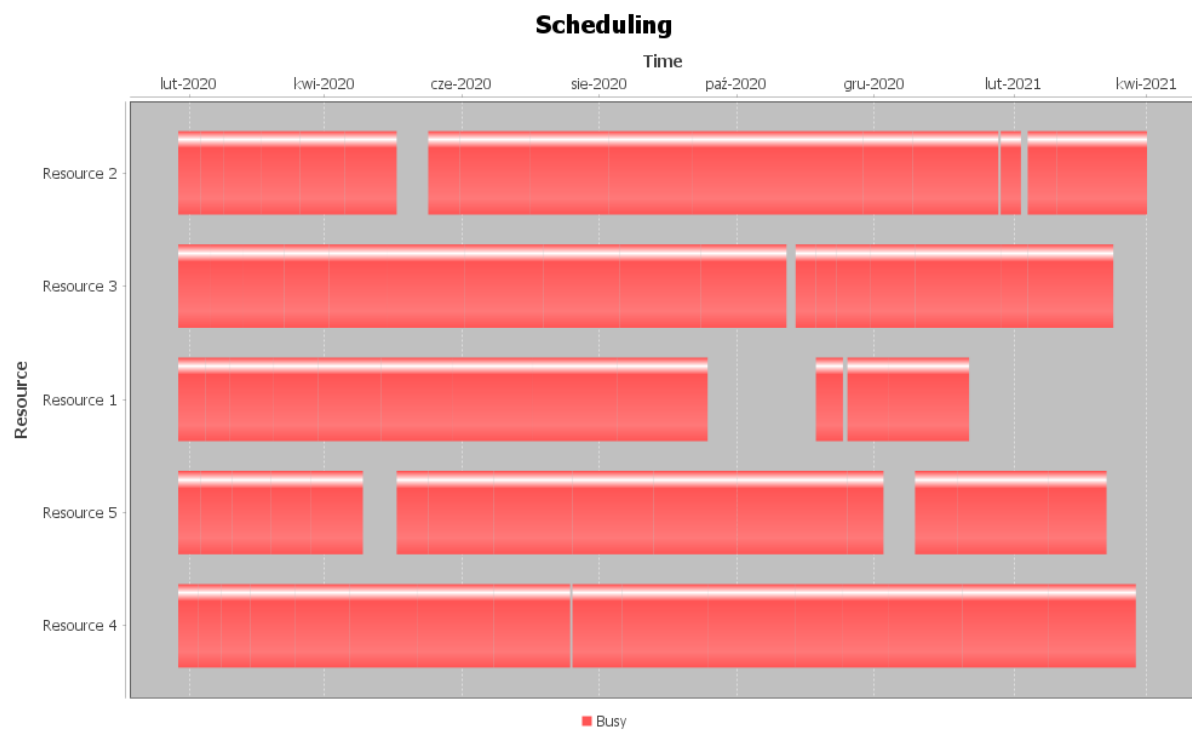 Scheduling
Time
lut-2020 kwi-2020 cze-2020 sie-2020 paź-2020 gru-2020 lut-2021 kwi-2021
Resource
Resource 2
Resource 3
Resource 1
Resource 5
Resource 4
Busy